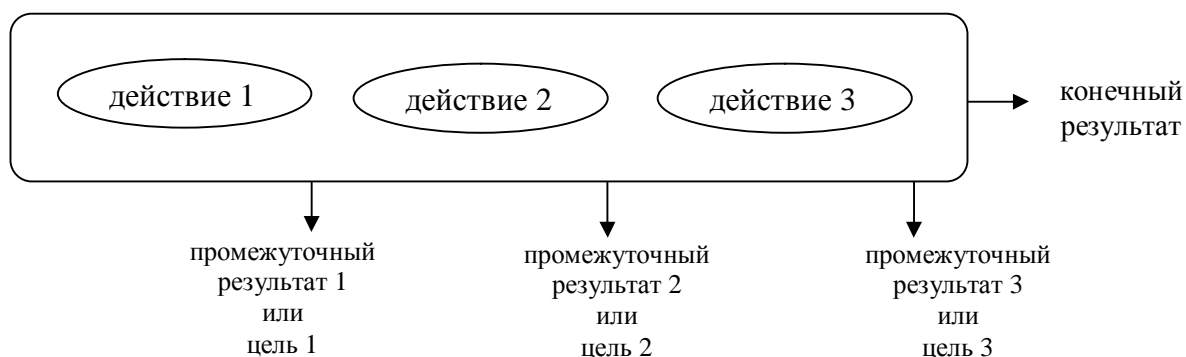 действие 1
действие 2
действие 3
конечный
результат
промежуточный
результат 1
или
цель 1
промежуточный
результат 2
или
цель 2
промежуточный
результат 3
или
цель 3